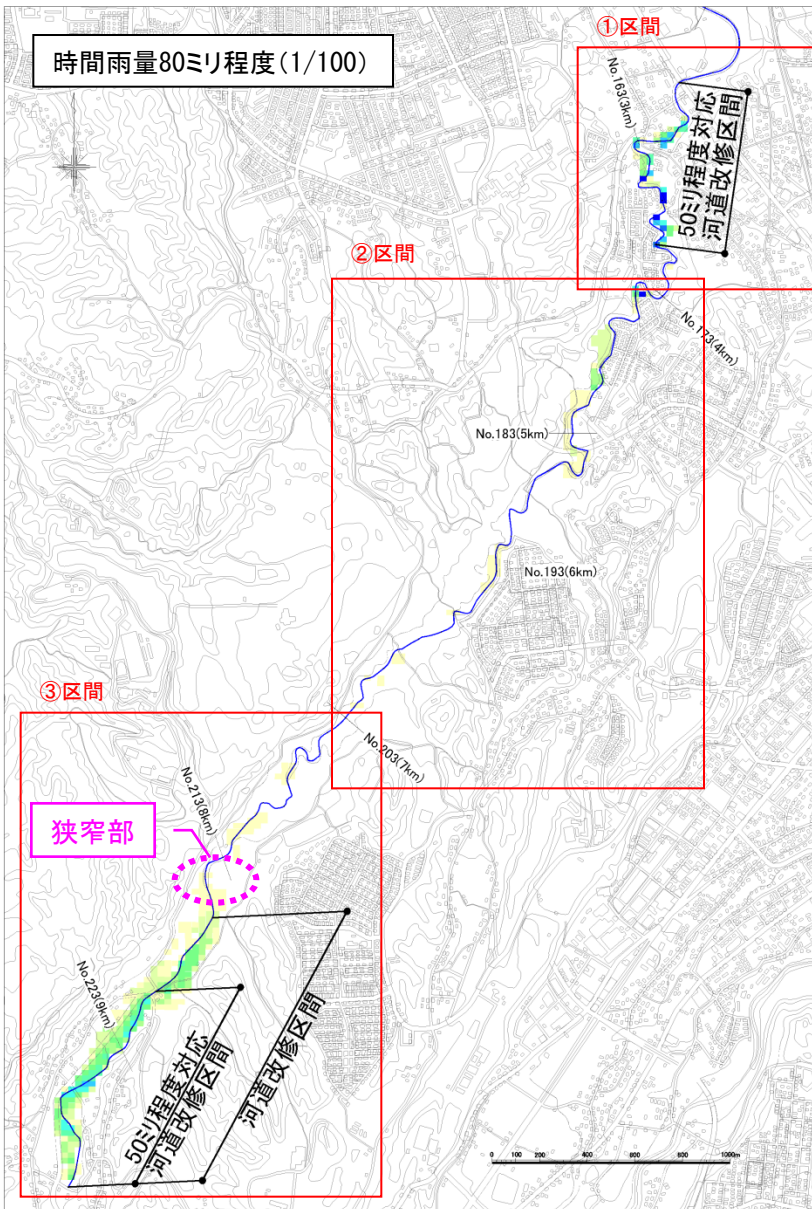 時間雨量80ミリ程度(1/100)
①区間
No.163(3km)
50ミリ程度対応
河道改修区間
②区間
No.173(4km)
No.183(5km)
No.193(6km)
③区間
No.203(7km)
No.213(8km)
狭窄部
No.223(9km)
50ミリ程度対応
河道改修区間
河道改修区間
0 200 400 600 800 1000m